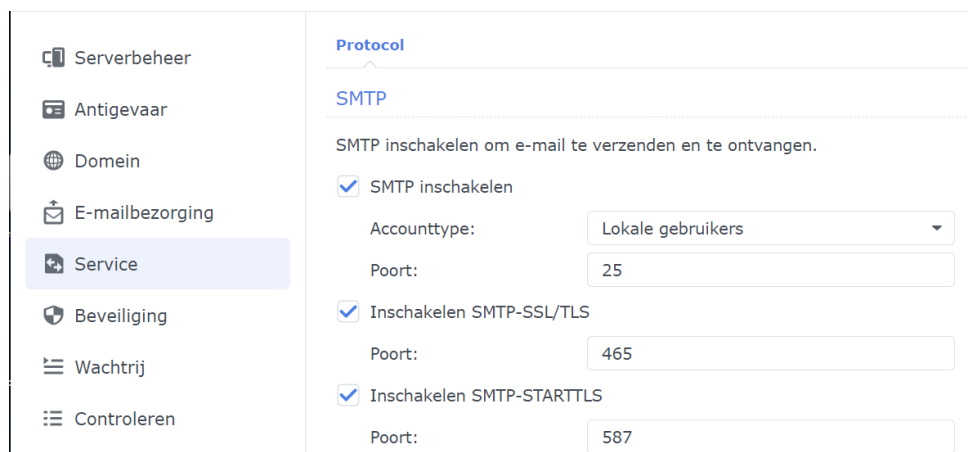 Serverbeheer
Antigevaar
Domein
E-mailbezorging
Service
Beveiliging
Wachtrij
Controleren
Protocol
SMTP
SMTP inschakelen om e-mail te verzenden en te ontvangen.
SMTP inschakelen
Accounttype: Lokale gebruikers
Poort: 25
Inschakelen SMTP-SSL/TLS
Poort: 465
Inschakelen SMTP-STARTTLS
Poort: 587